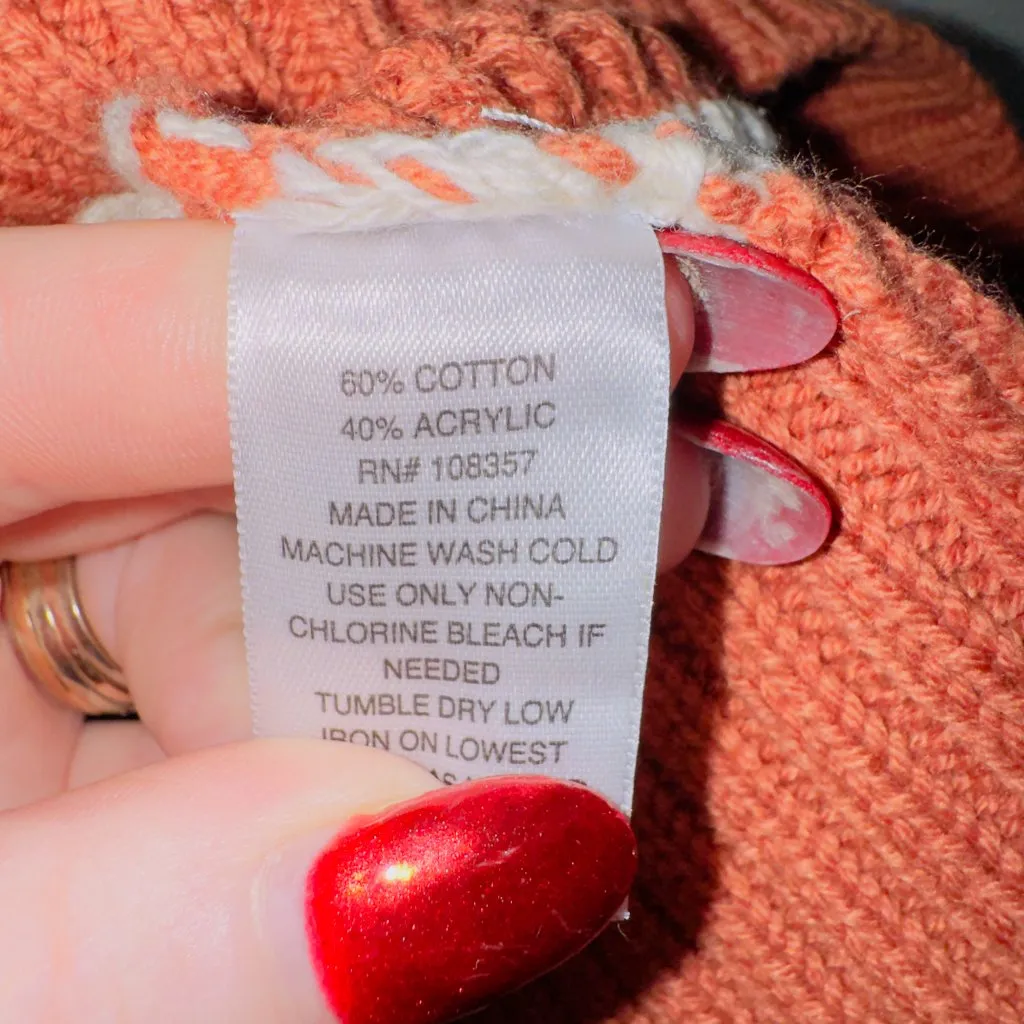 60% COTTON
40% ACRYLIC
RN# 108357
MADE IN CHINA
MACHINE WASH COLD
USE ONLY NON-
CHLORINE BLEACH IF
NEEDED
TUMBLE DRY LOW
IRON ON LOWEST